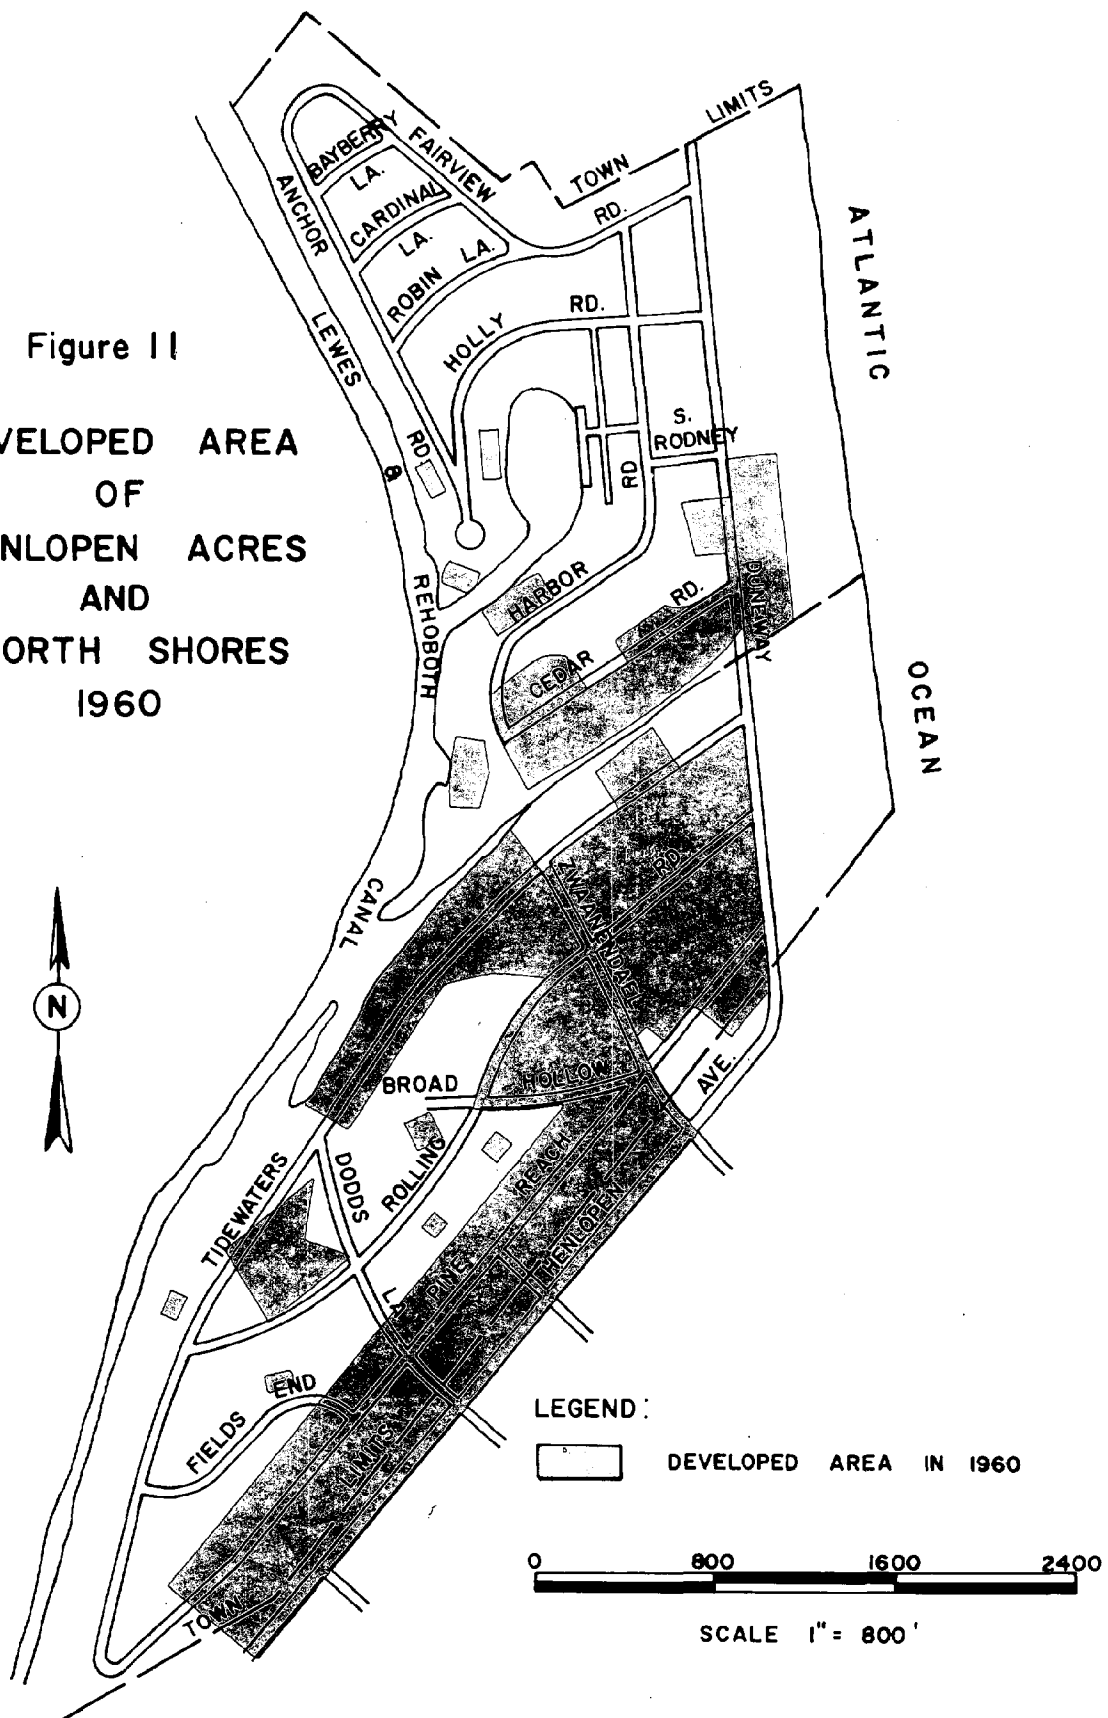 Figure 11
VELOPED AREA
OF
NLOPEN ACRES
AND
ORTH SHORES
1960
TOWN LIMITS
BAYBERRY LA.
FAIRVIEW RD.
CARDINAL LA.
ROBIN LA.
ANCHOR RD.
HOLLY RD.
S. RODNEY RD
LEWES & REHOBOTH CANAL
ATLANTIC OCEAN
HARBOR
CEDAR RD.
DUNEWAY
ZWAANENDAEL
RD.
BROAD HOLLOW
AVE.
TIDEWATERS
DODDS LA.
ROLLING
PINE REACH
HENLOPEN
FIELDS END
TOWN LIMITS
N
LEGEND:
DEVELOPED AREA IN 1960
0 800 1600 2400
SCALE 1" = 800'